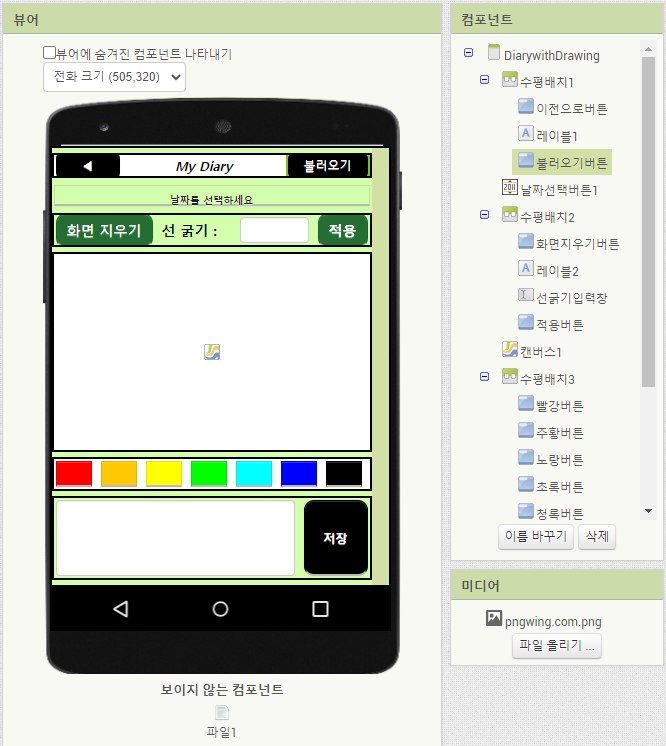 뷰어
뷰어에 숨겨진 컴포넌트 나타내기
전화 크기 (505,320)
My Diary
불러오기
날짜를 선택하세요
화면 지우기
선 굵기 :
적용
저장
보이지 않는 컴포넌트
파일1
컴포넌트
DiarywithDrawing
수평배치1
이전으로버튼
레이블1
불러오기버튼
날짜선택버튼1
수평배치2
화면지우기버튼
레이블2
선굵기입력창
적용버튼
캔버스1
수평배치3
빨강버튼
주황버튼
노랑버튼
초록버튼
청록버튼
이름 바꾸기
삭제
미디어
pngwing.com.png
파일 올리기 ...